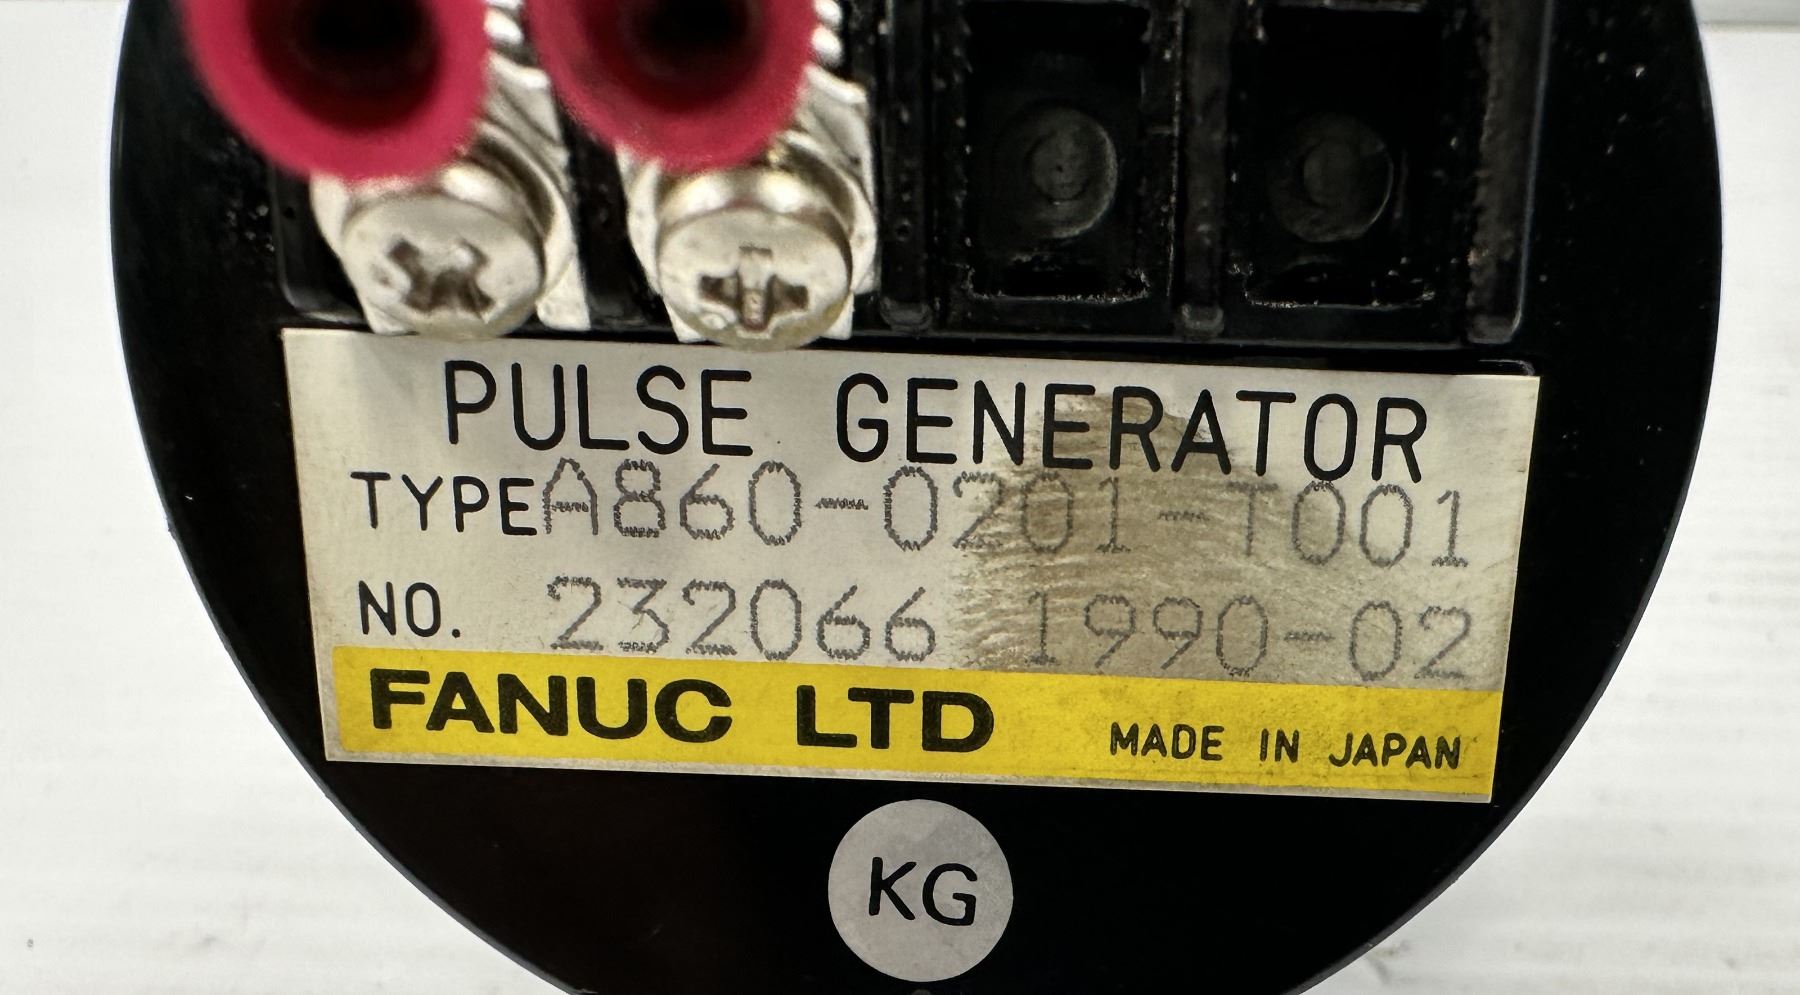 PULSE GENERATOR
TYPE A860-0201-T001
NO. 232066 1990-02
FANUC LTD MADE IN JAPAN
KG